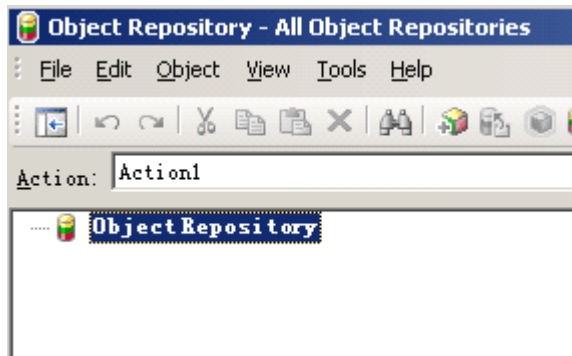 Object Repository - All Object Repositories
File Edit Object View Tools Help
Action: Action1
Object Repository